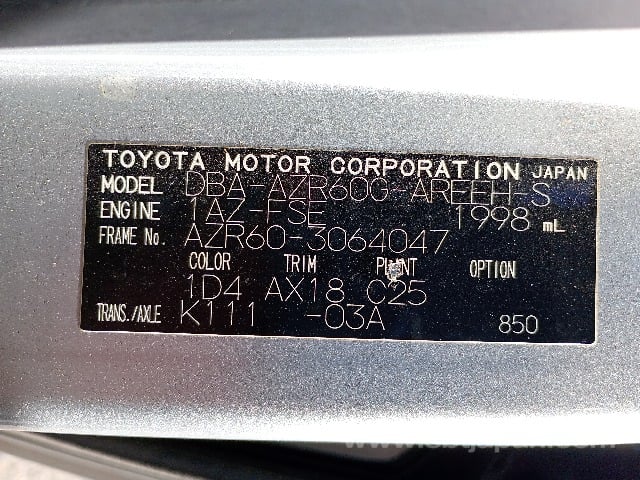 TOYOTA MOTOR CORPORATION JAPAN
MODEL DBA-AZR60G-AREEH-S
ENGINE 1AZ-FSE 1998 mL
FRAME No. AZR60-3064047
COLOR TRIM PLANT OPTION
1D4 AX18 C25
TRANS./AXLE K111 -03A 850